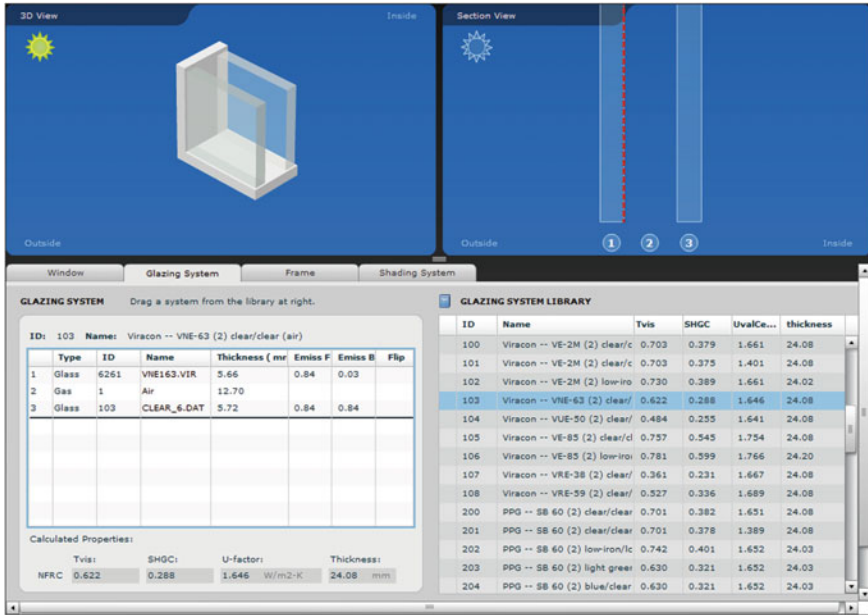 3D View Inside Section View
Outside Outside 1 2 3 Inside
Window Glazing System Frame Shading System
GLAZING SYSTEM Drag a system from the library at right.
GLAZING SYSTEM LIBRARY
ID: 103 Name: Viracon -- VNE-63 (2) clear/clear (air)
Type ID Name Thickness ( mr Emiss F Emiss B Flip
1 Glass 6261 VNE163.VIR 5.66 0.84 0.03
2 Gas 1 Air 12.70
3 Glass 103 CLEAR_6.DAT 5.72 0.84 0.84
Calculated Properties:
Tvis: SHGC: U-factor: Thickness:
NFRC 0.622 0.288 1.646 W/m2-K 24.08 mm
ID Name Tvis SHGC UvalCe... thickness
100 Viracon -- VE-2M (2) clear/c 0.703 0.379 1.661 24.08
101 Viracon -- VE-2M (2) clear/c 0.703 0.375 1.401 24.08
102 Viracon -- VE-2M (2) low-iro 0.730 0.389 1.661 24.02
103 Viracon -- VNE-63 (2) clear/ 0.622 0.288 1.646 24.08
104 Viracon -- VUE-50 (2) clear/ 0.484 0.255 1.641 24.08
105 Viracon -- VE-85 (2) clear/cl 0.757 0.545 1.754 24.08
106 Viracon -- VE-85 (2) low-iro 0.781 0.599 1.766 24.20
107 Viracon -- VRE-38 (2) clear/ 0.361 0.231 1.667 24.08
108 Viracon -- VRE-59 (2) clear/ 0.527 0.336 1.689 24.08
200 PPG -- SB 60 (2) clear/clear 0.701 0.382 1.651 24.08
201 PPG -- SB 60 (2) clear/clear 0.701 0.378 1.389 24.08
202 PPG -- SB 60 (2) low-iron/lc 0.742 0.401 1.652 24.03
203 PPG -- SB 60 (2) light greer 0.630 0.321 1.652 24.03
204 PPG -- SB 60 (2) blue/clear 0.630 0.321 1.652 24.03